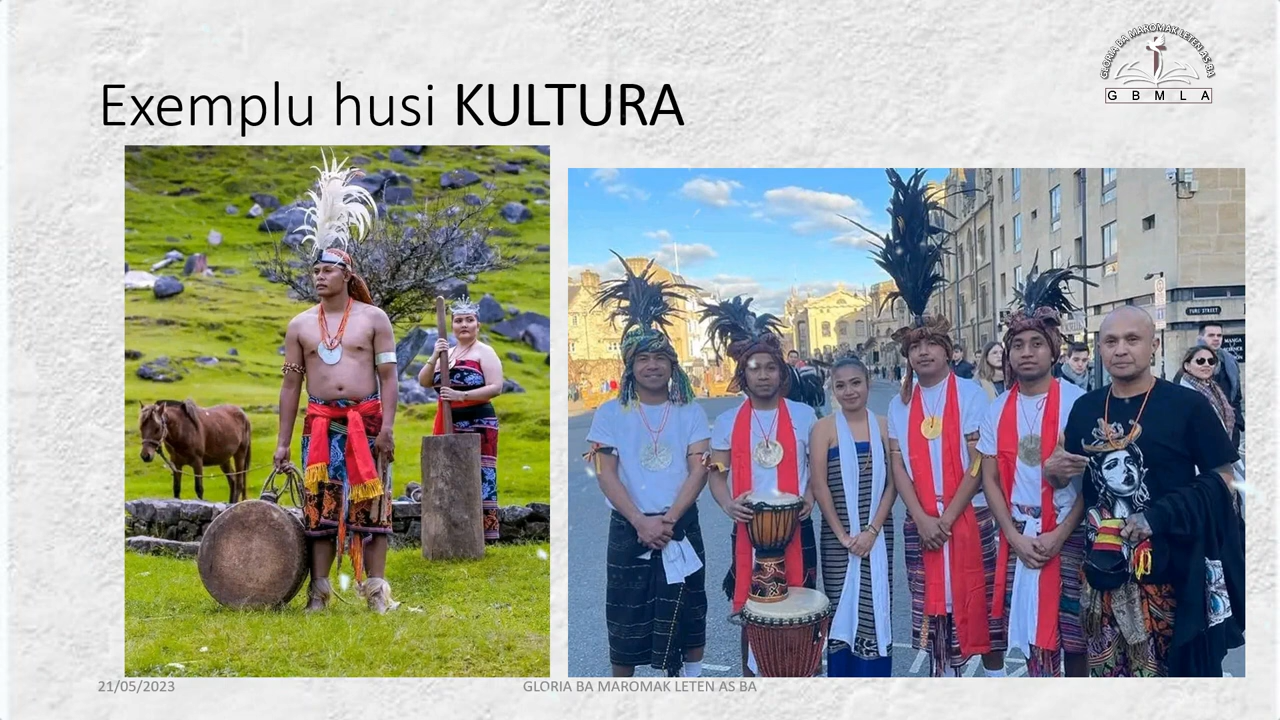 GLORIA BA MAROMAK LETEN AS BA
G B M L A
Exemplu husi KULTURA
TURL STREET
21/05/2023
GLORIA BA MAROMAK LETEN AS BA